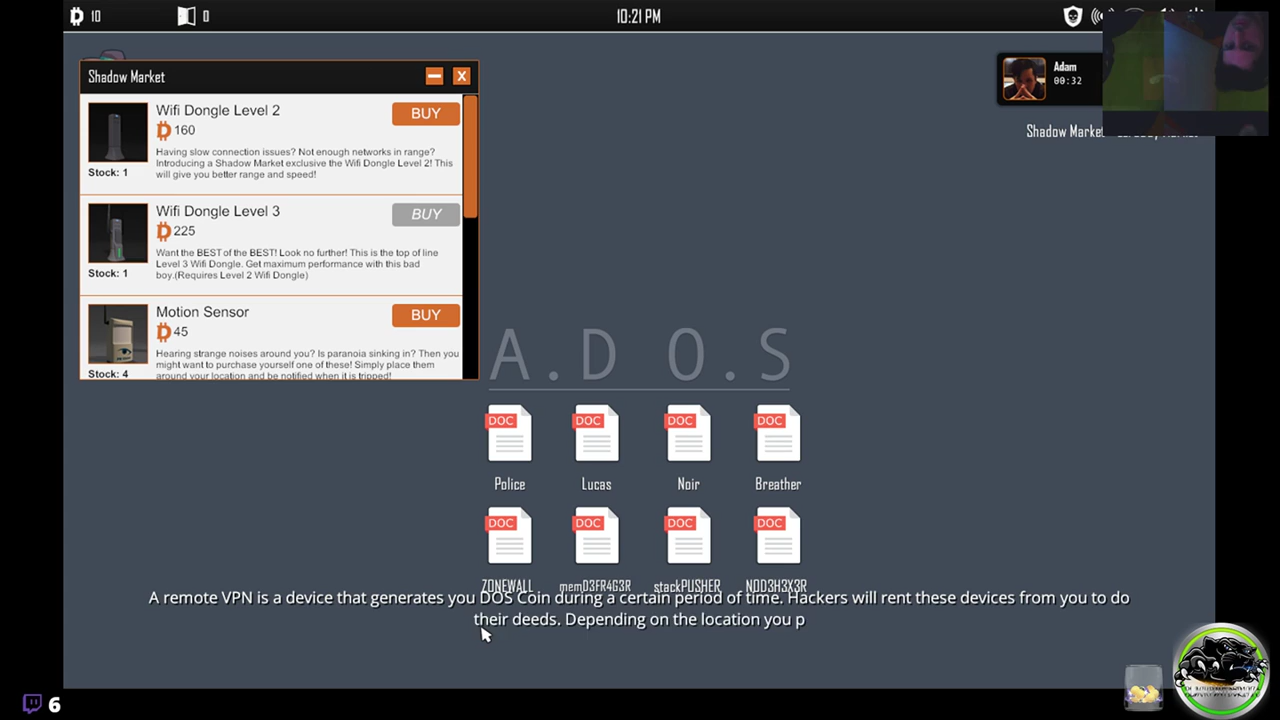 10
0
10:21 PM
Shadow Market
Wifi Dongle Level 2
BUY
160
Having slow connection issues? Not enough networks in range?
Introducing a Shadow Market exclusive the Wifi Dongle Level 2! This
will give you better range and speed!
Stock: 1
Wifi Dongle Level 3
BUY
225
Want the BEST of the BEST! Look no further! This is the top of line
Level 3 Wifi Dongle. Get maximum performance with this bad
boy.(Requires Level 2 Wifi Dongle)
Stock: 1
Motion Sensor
BUY
45
Hearing strange noises around you? Is paranoia sinking in? Then you
might want to purchase yourself one of these! Simply place them
around your location and be notified when it is tripped!
Stock: 4
Adam
00:32
Shadow Market
A.D O.S
DOC DOC DOC DOC
Police Lucas Noir Breather
DOC DOC DOC DOC
ZONEWALL memD3FR4G3R stackPUSHER NOD3H3X3R
A remote VPN is a device that generates you DOS Coin during a certain period of time. Hackers will rent these devices from you to do
their deeds. Depending on the location you p
6